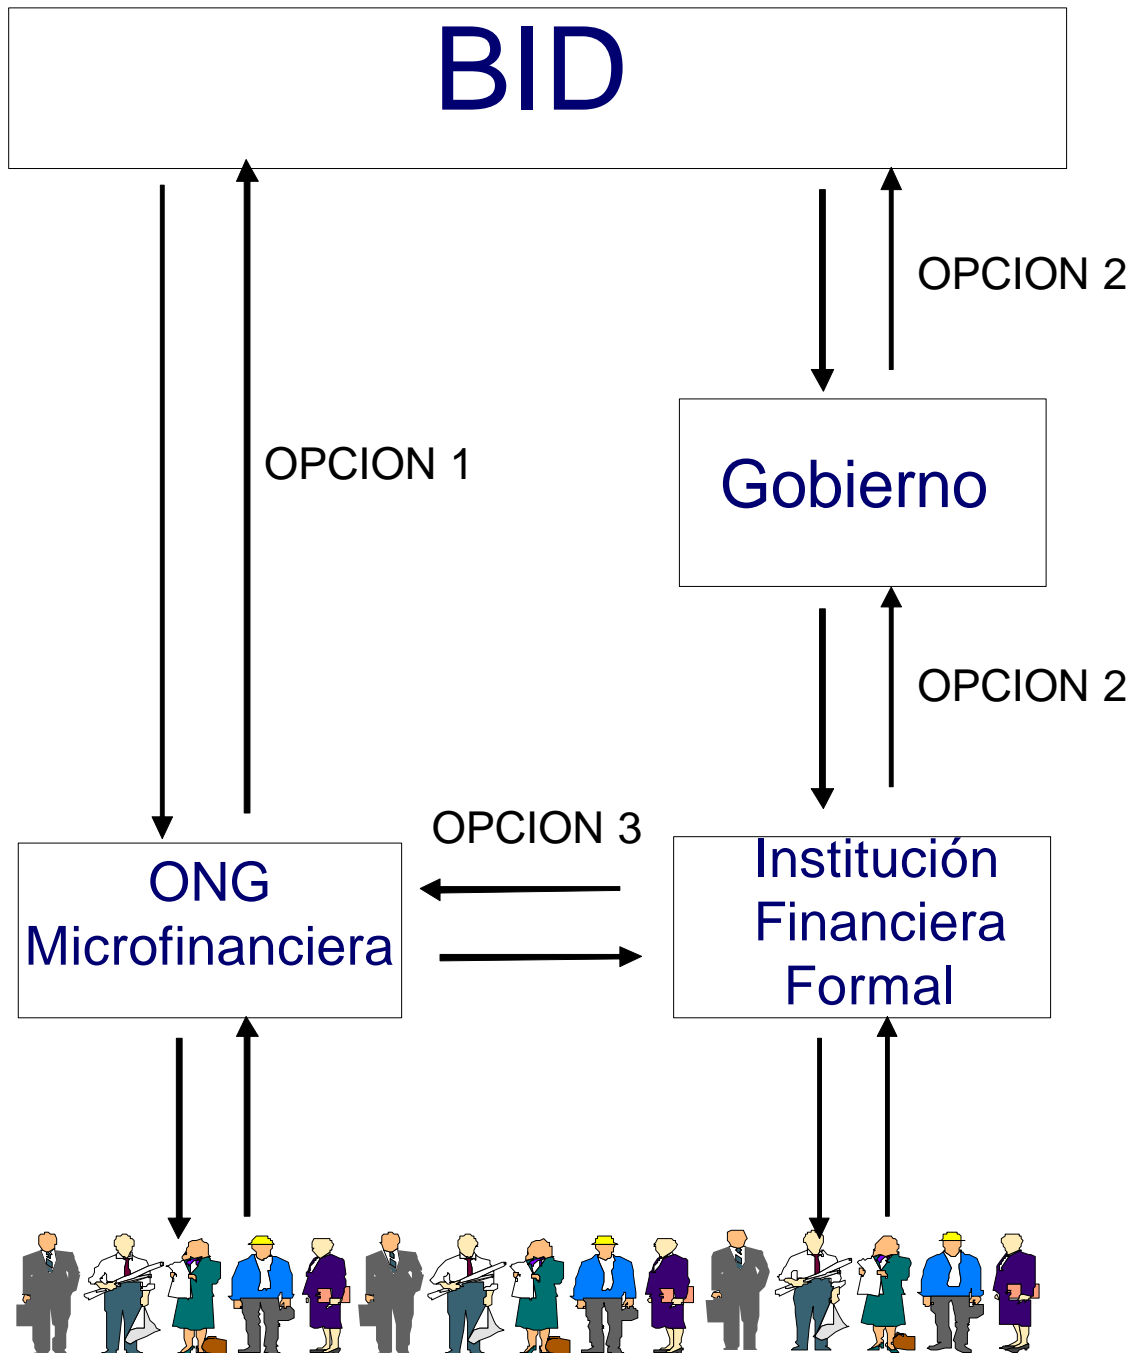 BID
OPCION 2
OPCION 1
Gobierno
OPCION 2
OPCION 3
ONG
Microfinanciera
Institución
Financiera
Formal